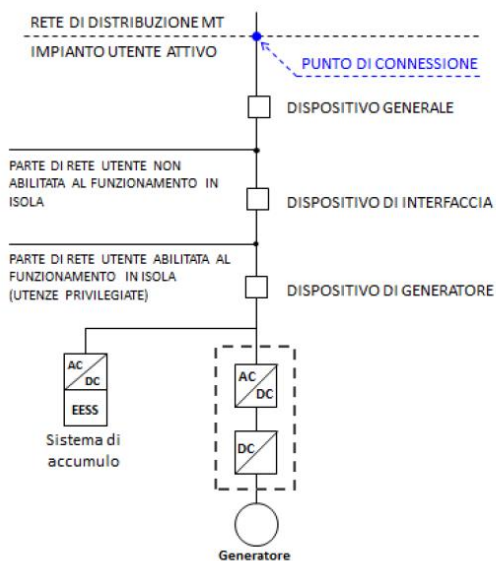 RETE DI DISTRIBUZIONE MT
IMPIANTO UTENTE ATTIVO
PUNTO DI CONNESSIONE
DISPOSITIVO GENERALE
PARTE DI RETE UTENTE NON
ABILITATA AL FUNZIONAMENTO IN
ISOLA
DISPOSITIVO DI INTERFACCIA
PARTE DI RETE UTENTE ABILITATA AL
FUNZIONAMENTO IN ISOLA
(UTENZE PRIVILEGIATE)
DISPOSITIVO DI GENERATORE
AC
DC
EESS
Sistema di
accumulo
AC
DC
DC
Generatore